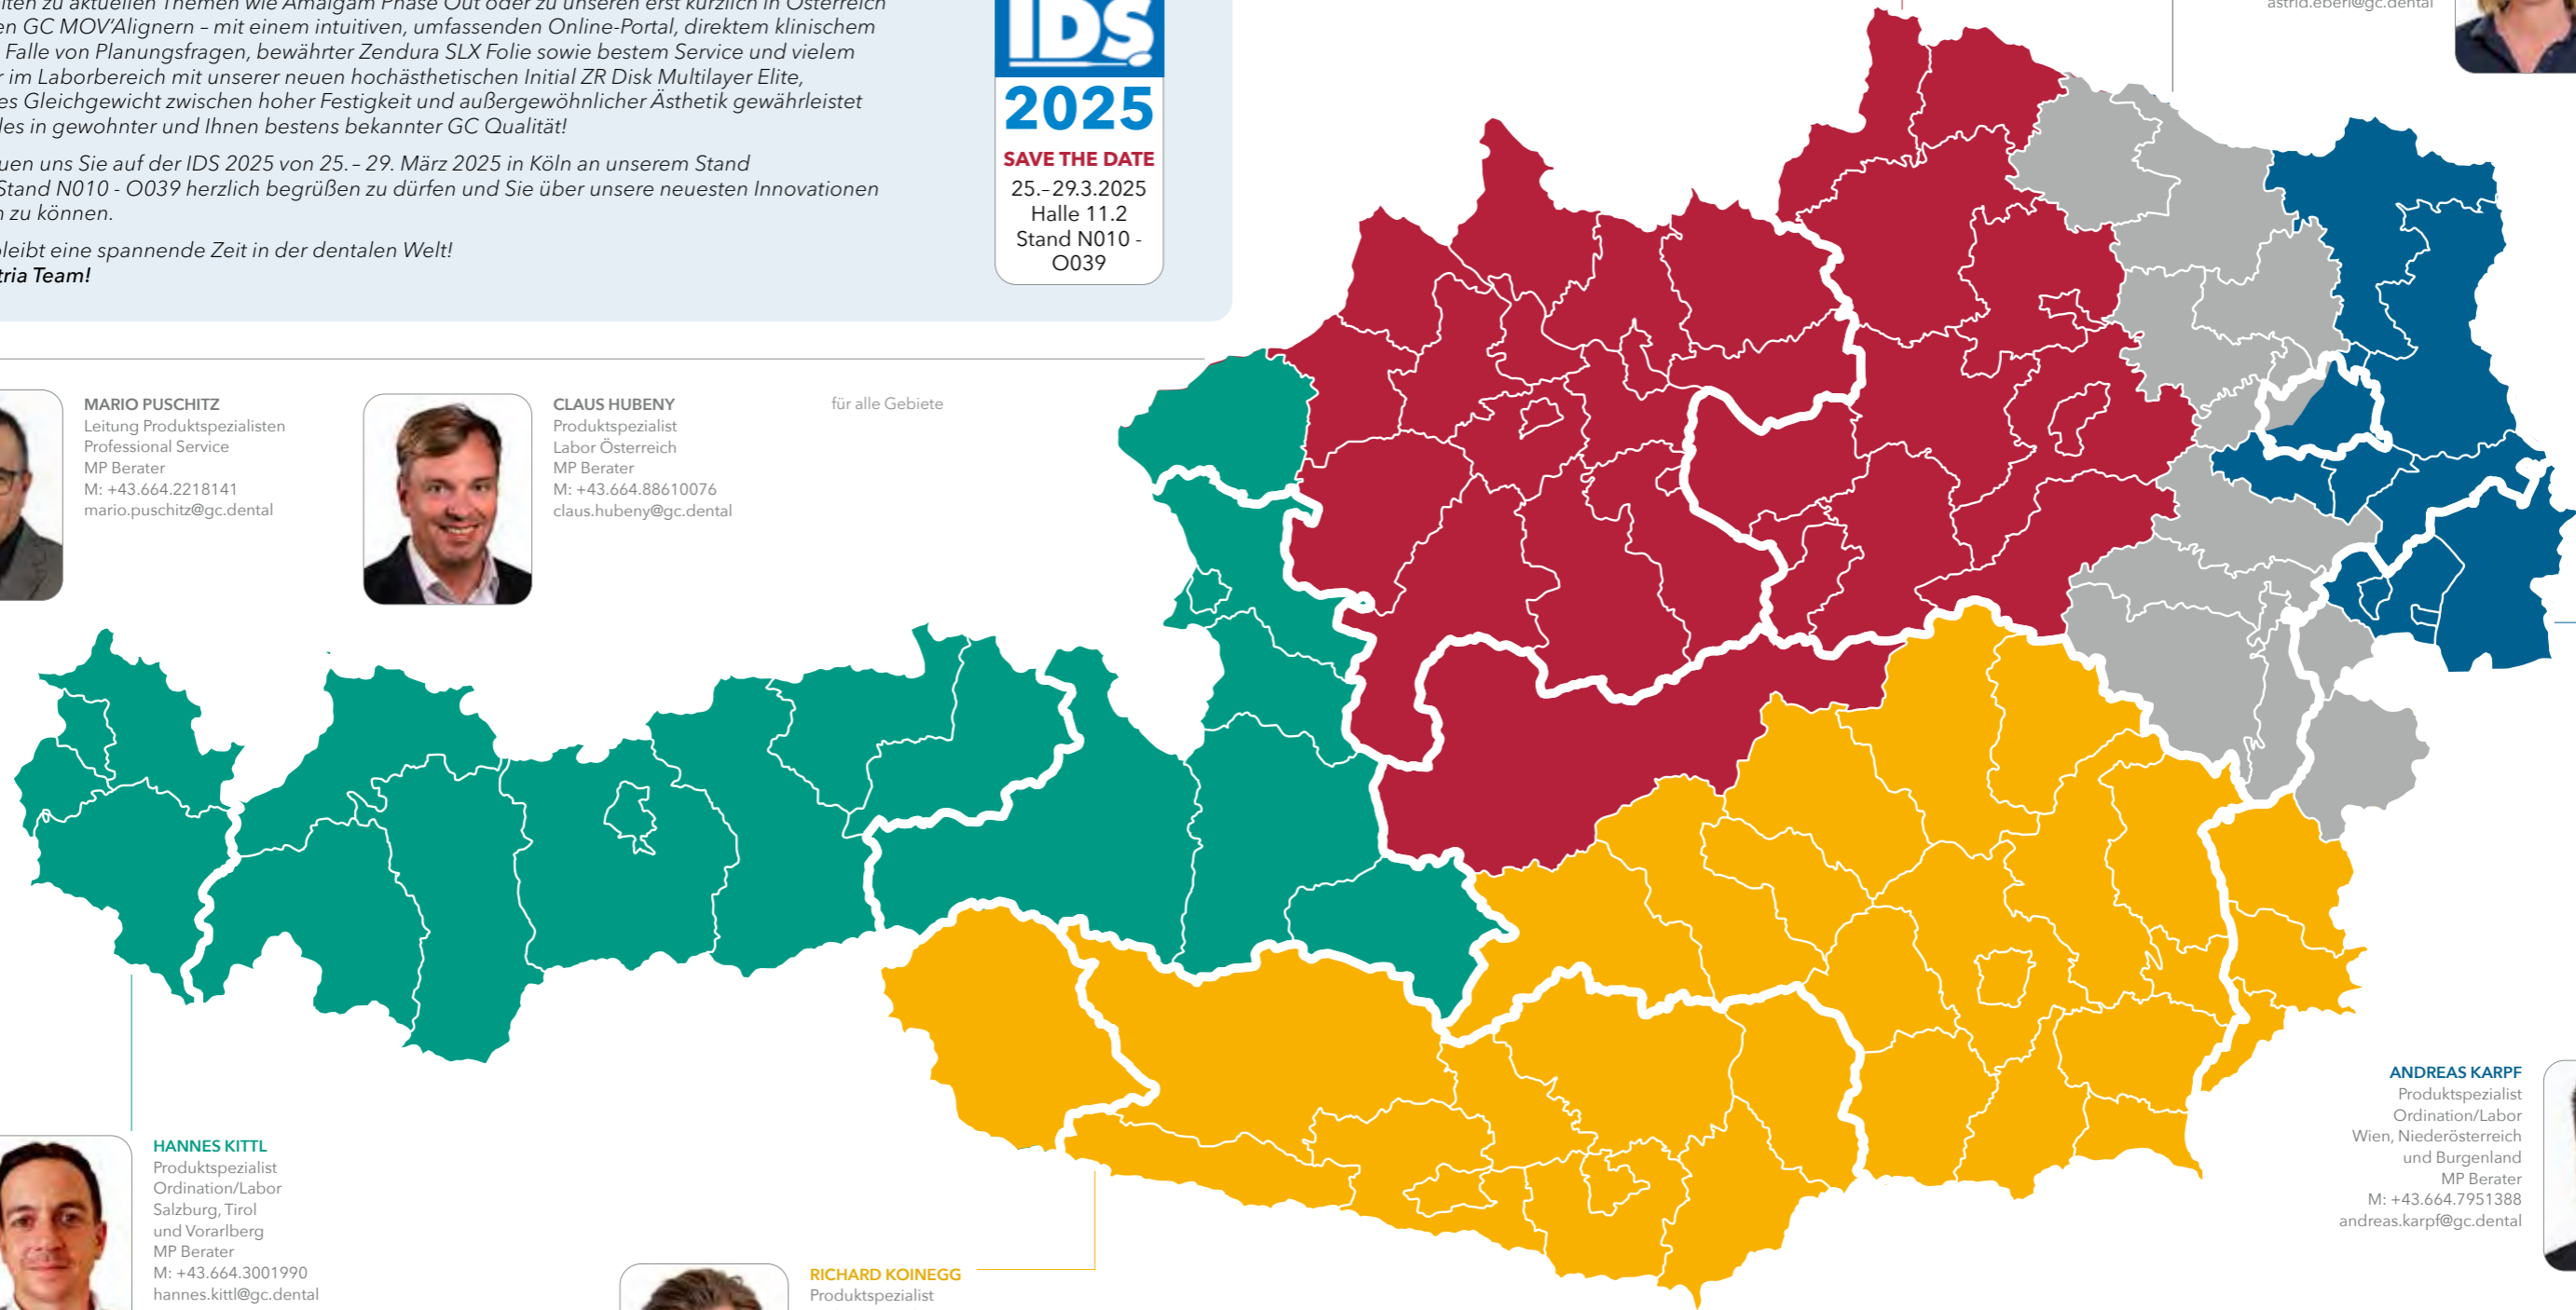 iten zu aktuellen Themen wie Amalgam Phase Out oder zu unseren erst kürzlich in Österreich
en GC MOV'Alignern – mit einem intuitiven, umfassenden Online-Portal, direktem klinischem
Falle von Planungsfragen, bewährter Zendura SLX Folie sowie bestem Service und vielem
r im Laborbereich mit unserer neuen hochästhetischen Initial ZR Disk Multilayer Elite,
es Gleichgewicht zwischen hoher Festigkeit und außergewöhnlicher Ästhetik gewährleistet
les in gewohnter und Ihnen bestens bekannter GC Qualität!
uen uns Sie auf der IDS 2025 von 25. – 29. März 2025 in Köln an unserem Stand
Stand N010 - O039 herzlich begrüßen zu dürfen und Sie über unsere neuesten Innovationen
n zu können.
bleibt eine spannende Zeit in der dentalen Welt!
tria Team!
IDS
2025
SAVE THE DATE
25.–29.3.2025
Halle 11.2
Stand N010 -
O039
astrid.eberl@gc.dental
MARIO PUSCHITZ
Leitung Produktspezialisten
Professional Service
MP Berater
M: +43.664.2218141
mario.puschitz@gc.dental
CLAUS HUBENY
Produktspezialist
Labor Österreich
MP Berater
M: +43.664.88610076
claus.hubeny@gc.dental
für alle Gebiete
HANNES KITTL
Produktspezialist
Ordination/Labor
Salzburg, Tirol
und Vorarlberg
MP Berater
M: +43.664.3001990
hannes.kittl@gc.dental
RICHARD KOINEGG
Produktspezialist
ANDREAS KARPF
Produktspezialist
Ordination/Labor
Wien, Niederösterreich
und Burgenland
MP Berater
M: +43.664.7951388
andreas.karpf@gc.dental